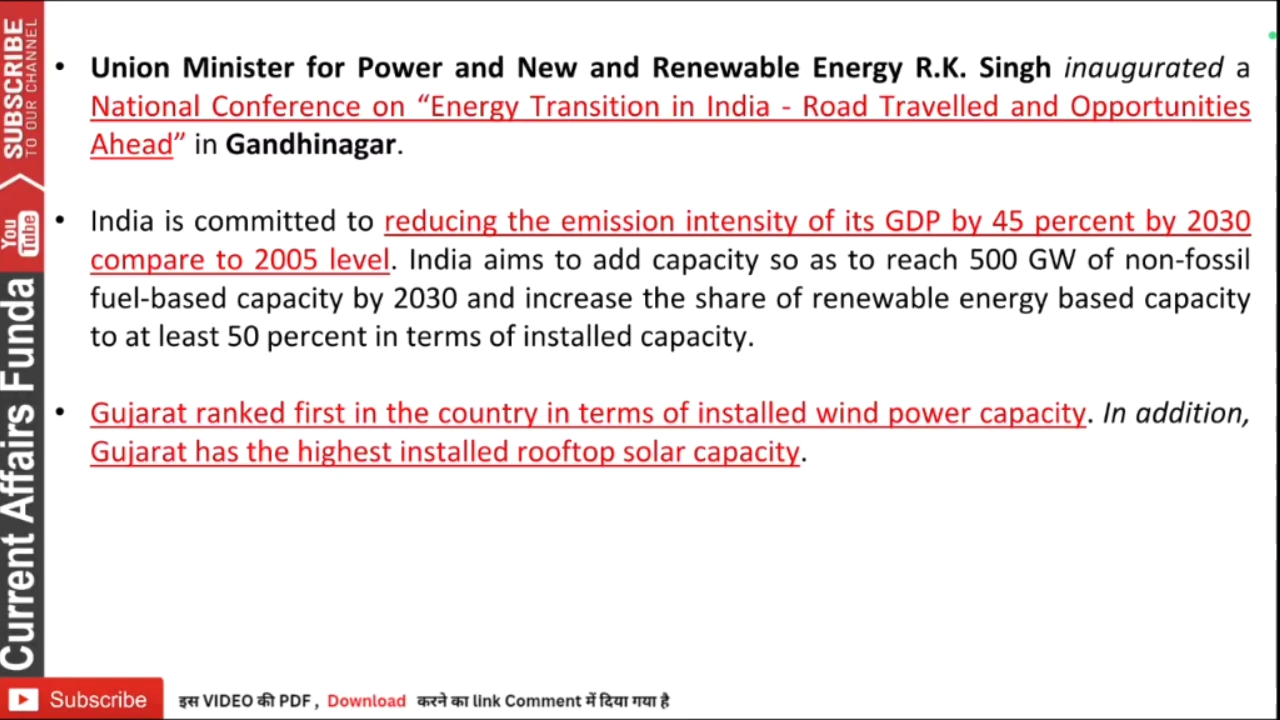 • Union Minister for Power and New and Renewable Energy R.K. Singh inaugurated a
National Conference on “Energy Transition in India - Road Travelled and Opportunities
Ahead” in Gandhinagar.
• India is committed to reducing the emission intensity of its GDP by 45 percent by 2030
compare to 2005 level. India aims to add capacity so as to reach 500 GW of non-fossil
fuel-based capacity by 2030 and increase the share of renewable energy based capacity
to at least 50 percent in terms of installed capacity.
• Gujarat ranked first in the country in terms of installed wind power capacity. In addition,
Gujarat has the highest installed rooftop solar capacity.
SUBSCRIBE
TO OUR CHANNEL
You
Tube
Current Affairs Funda
Subscribe
इस VIDEO की PDF , Download करने का link Comment में दिया गया है